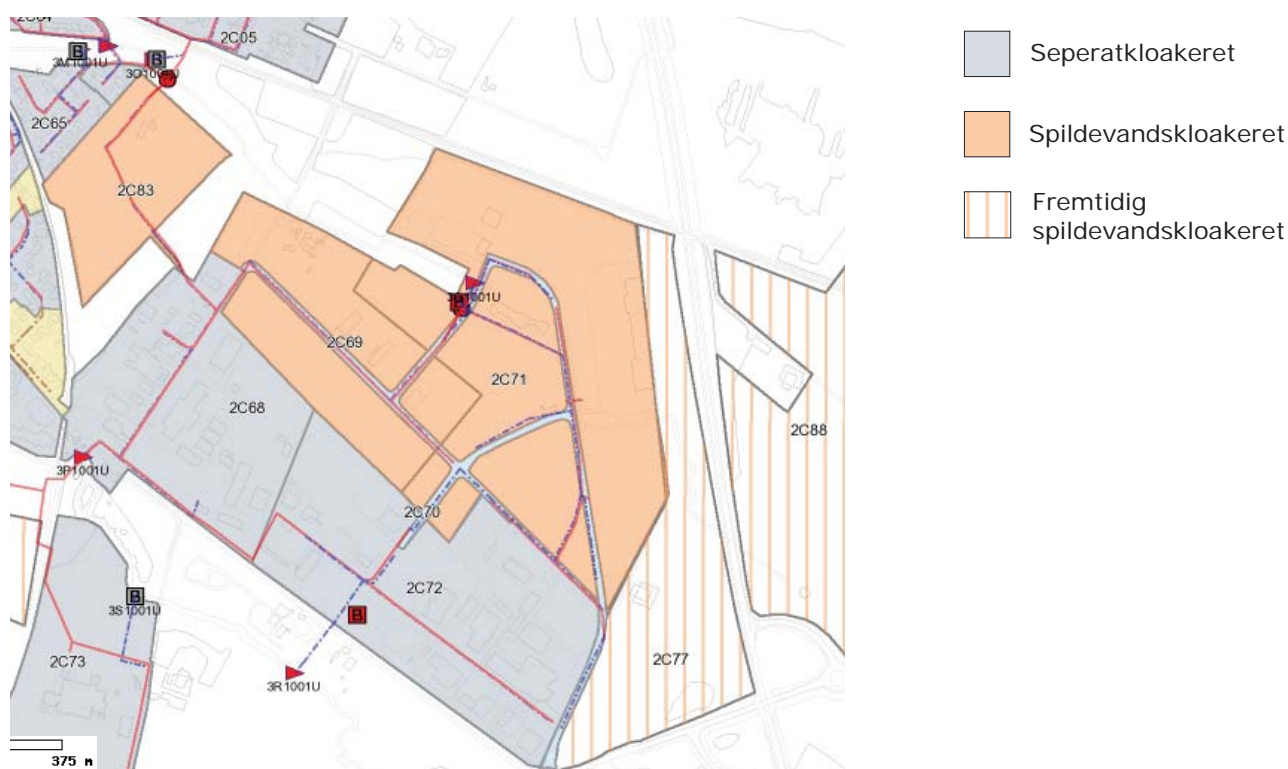 2C05
3M1001U
2C65
2C83
3O1001U
2C69
2C71
2C68
2C88
3P1001U
2C70
2C72
3S1001U
2C73
2C77
3R1001U
375 m
Seperatkloakeret
Spildevandskloakeret
Fremtidig
spildevandskloakeret
B
B
B
B